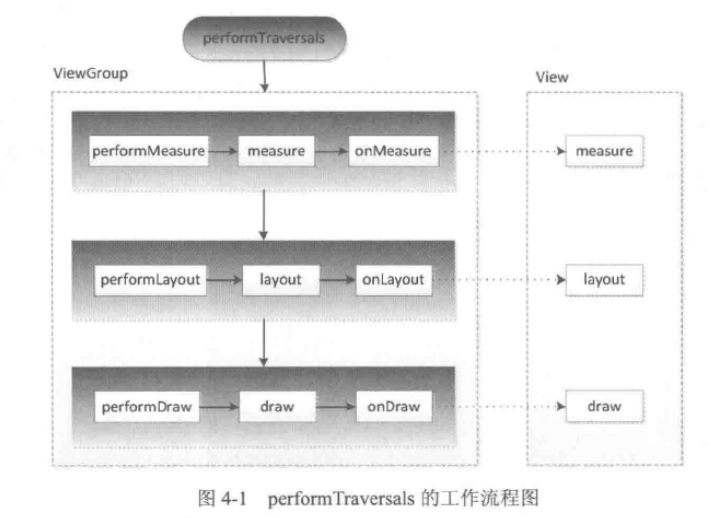 performTraversals
ViewGroup
View
performMeasure measure onMeasure measure
performLayout layout onLayout layout
performDraw draw onDraw draw
图 4-1 performTraversals 的工作流程图